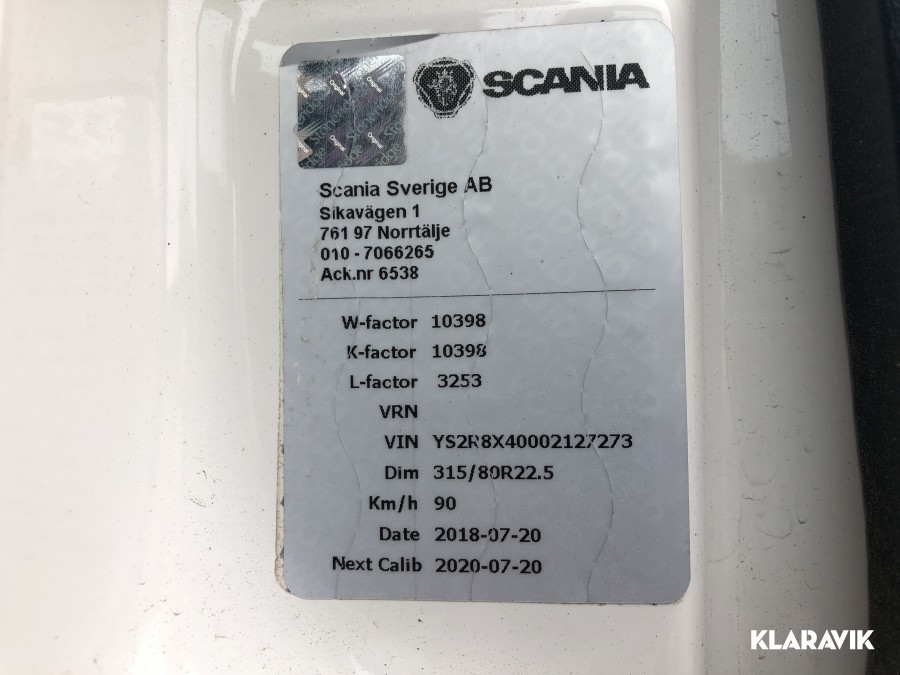 SCANIA
Scania Sverige AB
Sikavägen 1
761 97 Norrtälje
010 - 7066265
Ack.nr 6538
W-factor 10398
K-factor 10398
L-factor 3253
VRN
VIN YS2R8X40002127273
Dim 315/80R22.5
Km/h 90
Date 2018-07-20
Next Calib 2020-07-20
KLARAVIK